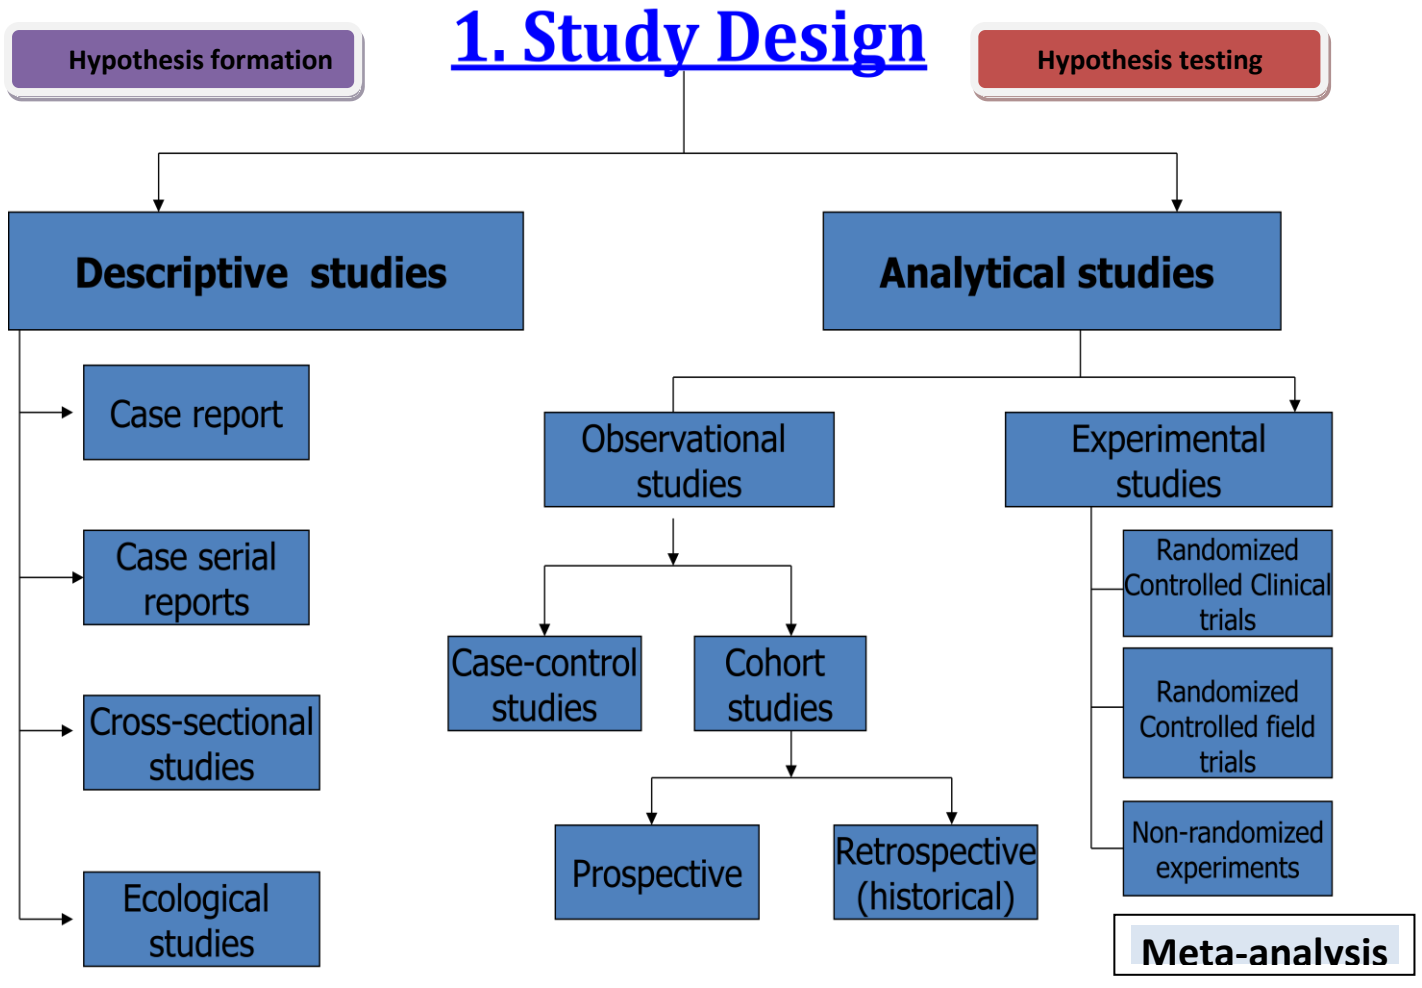 Hypothesis formation
1. Study Design
Hypothesis testing
Descriptive studies
Analytical studies
Case report
Case serial
reports
Cross-sectional
studies
Ecological
studies
Observational
studies
Case-control
studies
Cohort
studies
Prospective
Retrospective
(historical)
Experimental
studies
Randomized
Controlled Clinical
trials
Randomized
Controlled field
trials
Non-randomized
experiments
Meta-analysis